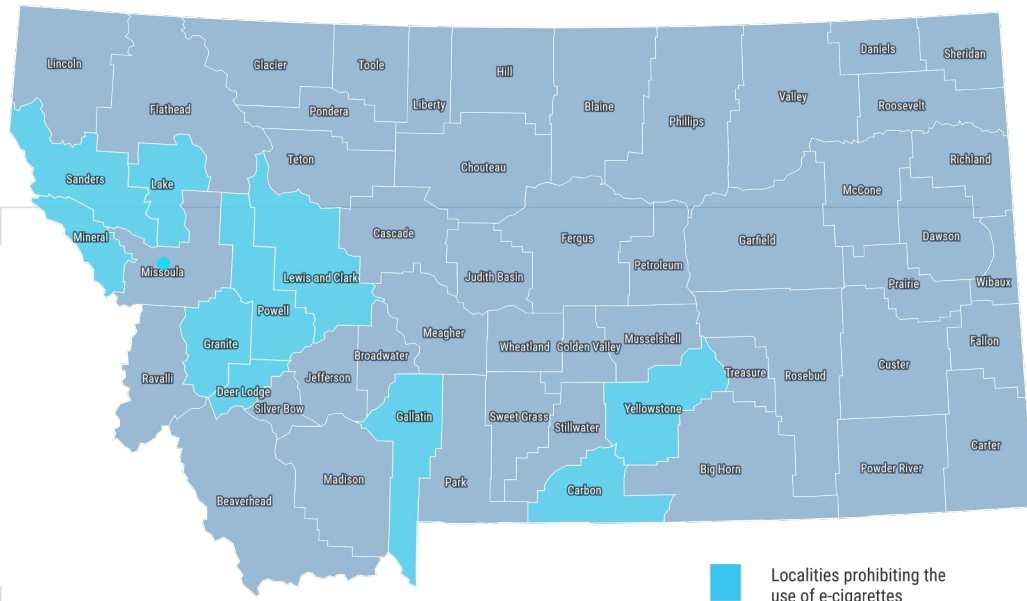 Lincoln
Flathead
Glacier
Toole
Liberty
Hill
Blaine
Phillips
Valley
Daniels
Sheridan
Pondera
Roosevelt
Teton
Chouteau
Richland
McCone
Sanders
Lake
Mineral
Missoula
Cascade
Fergus
Garfield
Dawson
Lewis and Clark
Judith Basin
Petroleum
Prairie
Wibaux
Powell
Granite
Meagher
Wheatland
Golden Valley
Musselshell
Fallon
Broadwater
Ravalli
Jefferson
Deer Lodge
Silver Bow
Treasure
Rosebud
Custer
Gallatin
Sweet Grass
Stillwater
Yellowstone
Carter
Beaverhead
Madison
Park
Carbon
Big Horn
Powder River
Localities prohibiting the
use of e-cigarettes